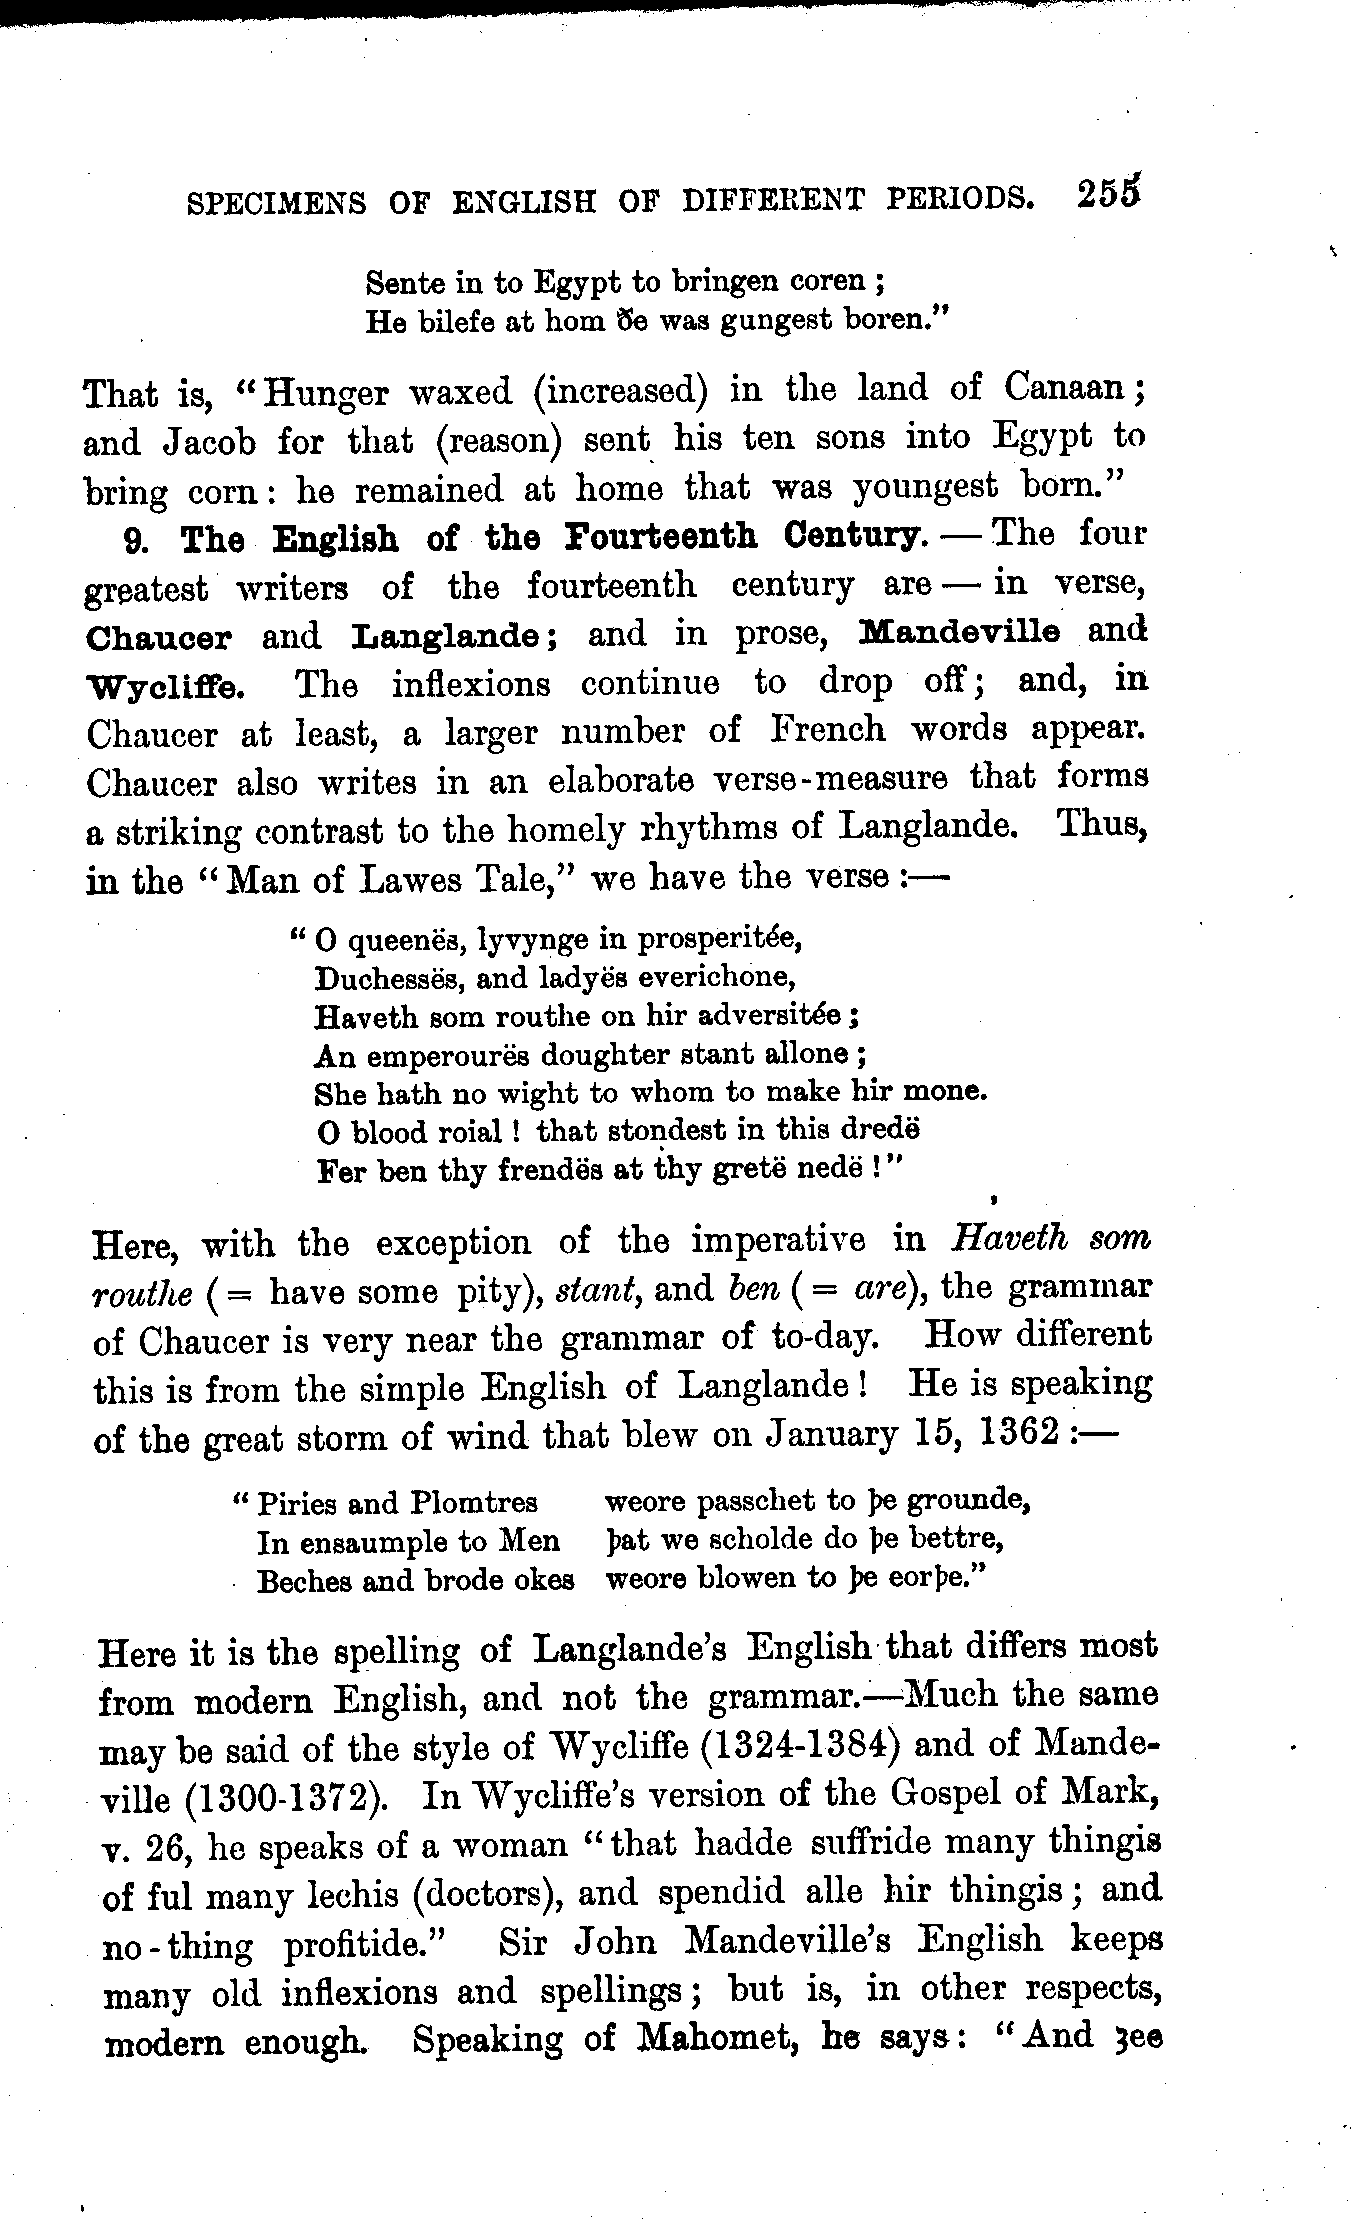 SPECIMENS OF ENGLISH OF DIFFERENT PERIODS. 255
Sente in to Egypt to bringen coren ;
He bilefe at hom ðe was gungest boren.”
That is, “Hunger waxed (increased) in the land of Canaan ;
and Jacob for that (reason) sent his ten sons into Egypt to
bring corn : he remained at home that was youngest born.”
9. The English of the Fourteenth Century. — The four
greatest writers of the fourteenth century are — in verse,
Chaucer and Langlande; and in prose, Mandeville and
Wycliffe. The inflexions continue to drop off; and, in
Chaucer at least, a larger number of French words appear.
Chaucer also writes in an elaborate verse-measure that forms
a striking contrast to the homely rhythms of Langlande. Thus,
in the “Man of Lawes Tale,” we have the verse :—
“ O queenës, lyvynge in prosperitée,
Duchessës, and ladyës everichone,
Haveth som routhe on hir adversitée ;
An emperourës doughter stant allone ;
She hath no wight to whom to make hir mone.
O blood roial ! that stondest in this dredë
Fer ben thy frendës at thy gretë nedë !”
Here, with the exception of the imperative in Haveth som
routhe ( = have some pity), stant, and ben ( = are), the grammar
of Chaucer is very near the grammar of to-day. How different
this is from the simple English of Langlande ! He is speaking
of the great storm of wind that blew on January 15, 1362 :—
“ Piries and Plomtres weore passchet to þe grounde,
In ensaumple to Men þat we scholde do þe bettre,
Beches and brode okes weore blowen to þe eorþe.”
Here it is the spelling of Langlande’s English that differs most
from modern English, and not the grammar.—Much the same
may be said of the style of Wycliffe (1324-1384) and of Mande-
ville (1300-1372). In Wycliffe’s version of the Gospel of Mark,
v. 26, he speaks of a woman “that hadde suffride many thingis
of ful many lechis (doctors), and spendid alle hir thingis ; and
no-thing profitide.” Sir John Mandeville’s English keeps
many old inflexions and spellings ; but is, in other respects,
modern enough. Speaking of Mahomet, he says : “And ȝee